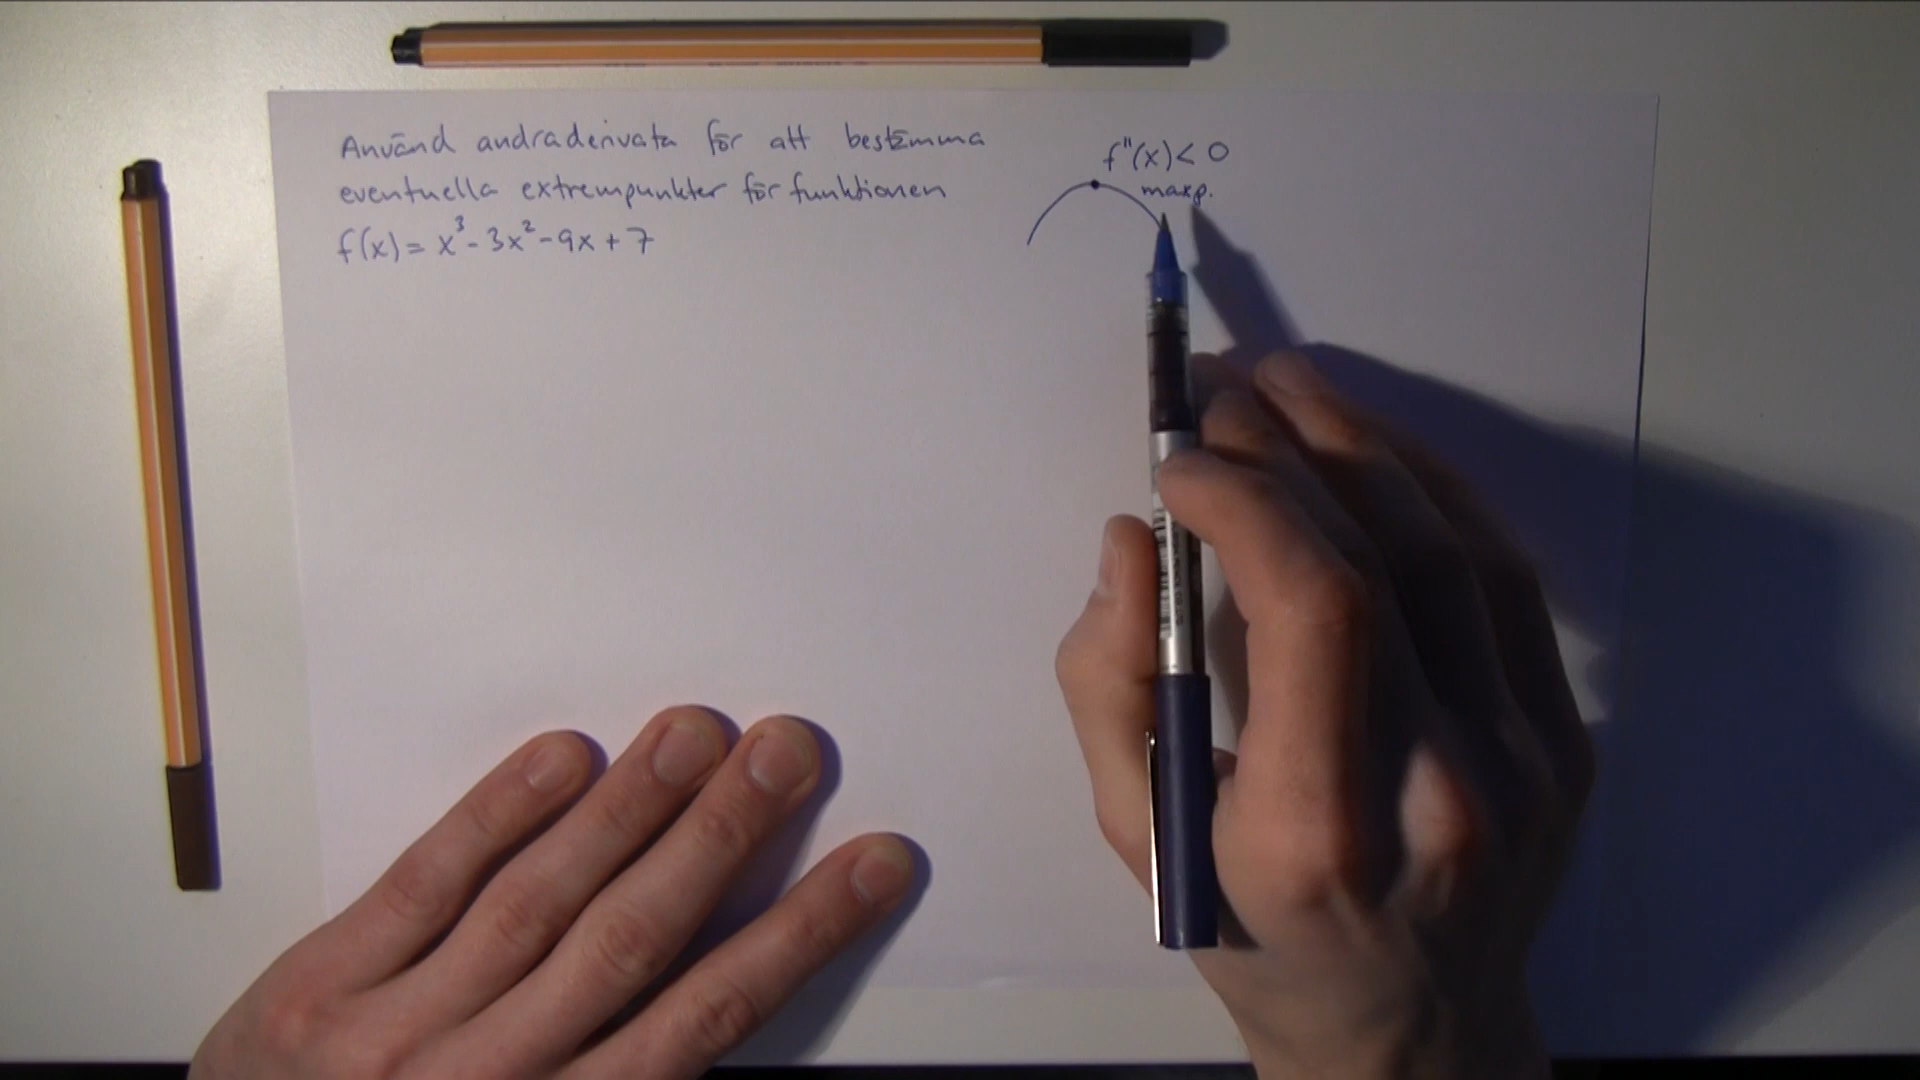 Använd andraderivata för att bestämma
eventuella extrempunkter för funktionen
f(x) = x³ - 3x² - 9x + 7
f''(x) < 0
maxp.